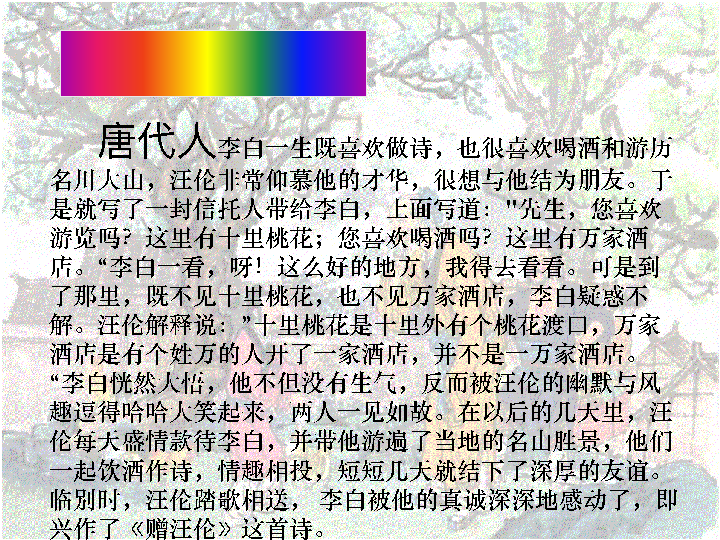 唐代人李白一生既喜欢做诗，也很喜欢喝酒和游历
名川大山，汪伦非常仰慕他的才华，很想与他结为朋友。于
是就写了一封信托人带给李白，上面写道："先生，您喜欢
游览吗？这里有十里桃花；您喜欢喝酒吗？这里有万家酒
店。“李白一看，呀！这么好的地方，我得去看看。可是到
了那里，既不见十里桃花，也不见万家酒店，李白疑惑不
解。汪伦解释说：”十里桃花是十里外有个桃花渡口，万家
酒店是有个姓万的人开了一家酒店，并不是一万家酒店。
“李白恍然大悟，他不但没有生气，反而被汪伦的幽默与风
趣逗得哈哈大笑起来，两人一见如故。在以后的几天里，汪
伦每天盛情款待李白，并带他游遍了当地的名山胜景，他们
一起饮酒作诗，情趣相投，短短几天就结下了深厚的友谊。
临别时，汪伦踏歌相送， 李白被他的真诚深深地感动了，即
兴作了《赠汪伦》这首诗。